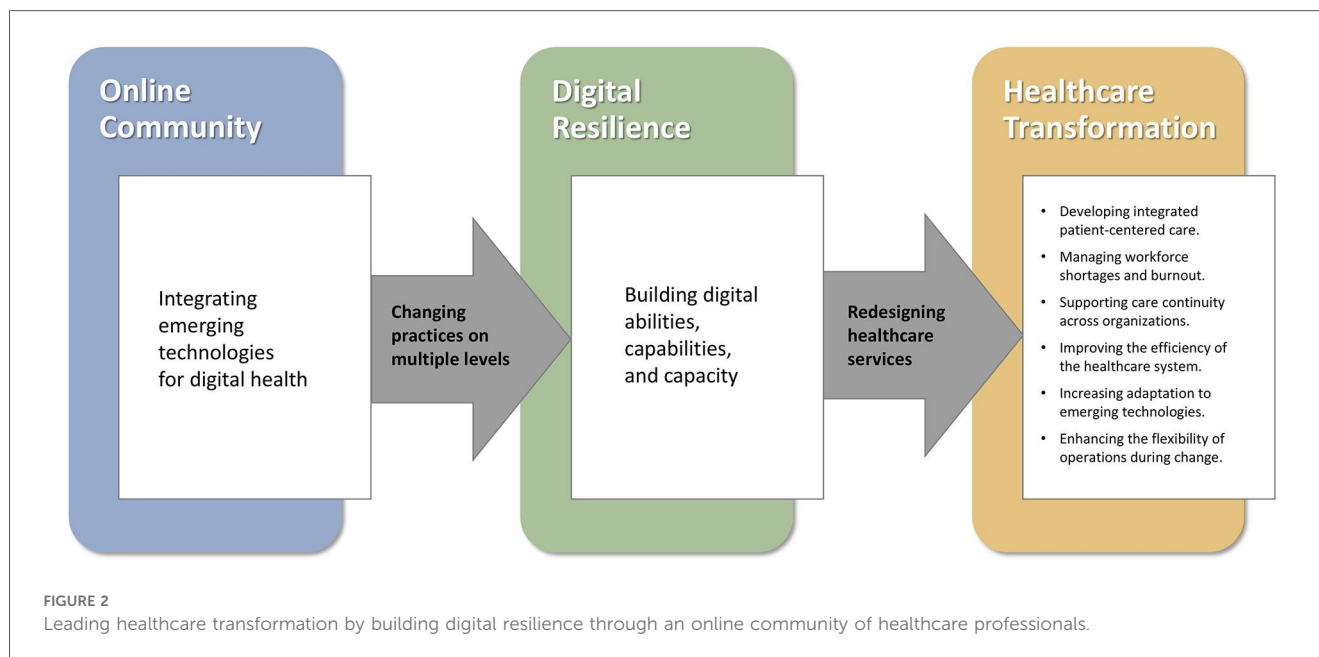 Online
Community
Integrating
emerging
technologies
for digital health
Changing
practices on
multiple levels
Digital
Resilience
Building digital
abilities,
capabilities,
and capacity
Redesigning
healthcare
services
Healthcare
Transformation
• Developing integrated
patient-centered care.
• Managing workforce
shortages and burnout.
• Supporting care continuity
across organizations.
• Improving the efficiency of
the healthcare system.
• Increasing adaptation to
emerging technologies.
• Enhancing the flexibility of
operations during change.
FIGURE 2
Leading healthcare transformation by building digital resilience through an online community of healthcare professionals.